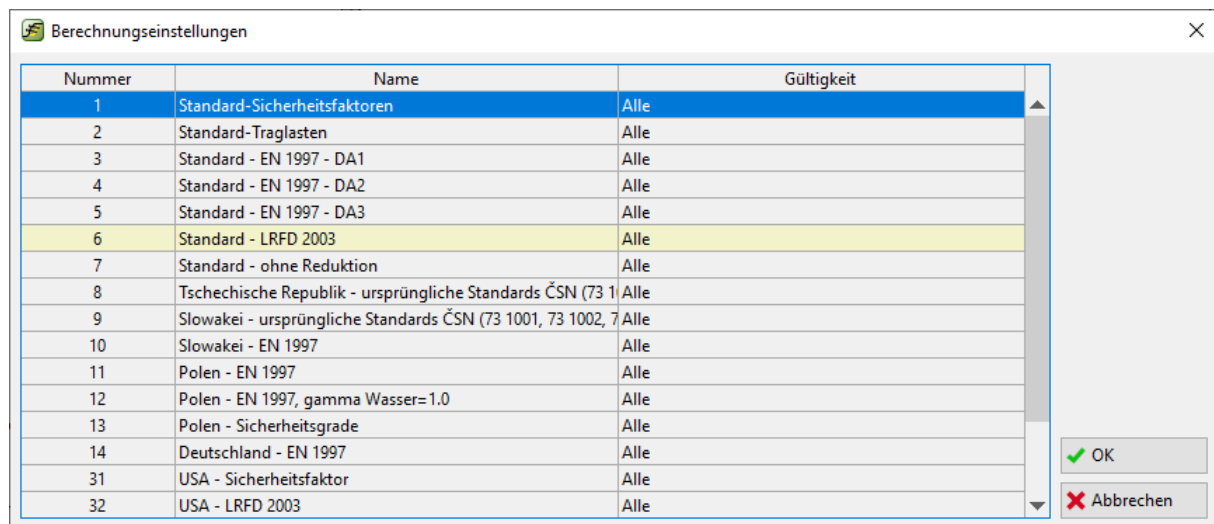 Berechnungseinstellungen
Nummer Name Gültigkeit
1 Standard-Sicherheitsfaktoren Alle
2 Standard-Traglasten Alle
3 Standard - EN 1997 - DA1 Alle
4 Standard - EN 1997 - DA2 Alle
5 Standard - EN 1997 - DA3 Alle
6 Standard - LRFD 2003 Alle
7 Standard - ohne Reduktion Alle
8 Tschechische Republik - ursprüngliche Standards ČSN (73 1 Alle
9 Slowakei - ursprüngliche Standards ČSN (73 1001, 73 1002, 7 Alle
10 Slowakei - EN 1997 Alle
11 Polen - EN 1997 Alle
12 Polen - EN 1997, gamma Wasser=1.0 Alle
13 Polen - Sicherheitsgrade Alle
14 Deutschland - EN 1997 Alle
31 USA - Sicherheitsfaktor Alle
32 USA - LRFD 2003 Alle
OK
Abbrechen